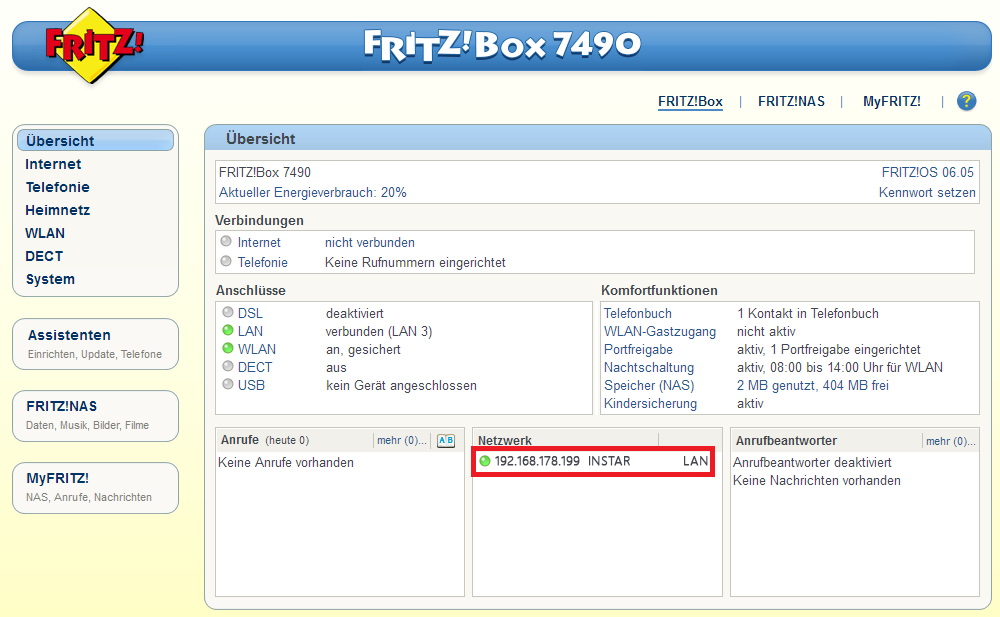 FRITZ!
FRITZ!Box 7490
FRITZ!Box | FRITZ!NAS | MyFRITZ! | ?
Übersicht
Internet
Telefonie
Heimnetz
WLAN
DECT
System
Assistenten
Einrichten, Update, Telefone
FRITZ!NAS
Daten, Musik, Bilder, Filme
MyFRITZ!
NAS, Anrufe, Nachrichten
Übersicht
FRITZ!Box 7490 FRITZ!OS 06.05
Aktueller Energieverbrauch: 20% Kennwort setzen
Verbindungen
Internet nicht verbunden
Telefonie Keine Rufnummern eingerichtet
Anschlüsse
DSL deaktiviert
LAN verbunden (LAN 3)
WLAN an, gesichert
DECT aus
USB kein Gerät angeschlossen
Komfortfunktionen
Telefonbuch 1 Kontakt in Telefonbuch
WLAN-Gastzugang nicht aktiv
Portfreigabe aktiv, 1 Portfreigabe eingerichtet
Nachtschaltung aktiv, 08:00 bis 14:00 Uhr für WLAN
Speicher (NAS) 2 MB genutzt, 404 MB frei
Kindersicherung aktiv
Anrufe (heute 0) mehr (0)... AB
Keine Anrufe vorhanden
Netzwerk
192.168.178.199 INSTAR LAN
Anrufbeantworter mehr (0)...
Anrufbeantworter deaktiviert
Keine Nachrichten vorhanden